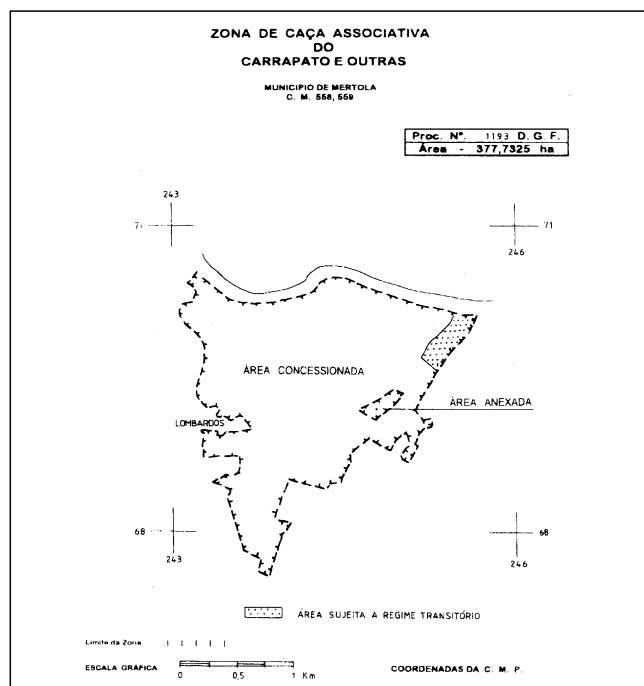 ZONA DE CAÇA ASSOCIATIVA
DO
CARRAPATO E OUTRAS
MUNICIPIO DE MERTOLA
C. M. 558, 559
Proc. Nº. 1193 D. G. F.
Área - 377,7325 ha
243
71
71
246
ÁREA CONCESSIONADA
ÁREA ANEXADA
LOMBARDOS
68
68
243
246
ÁREA SUJEITA A REGIME TRANSITÓRIO
Limite da Zona
ESCALA GRÁFICA
0 0,5 1 Km
COORDENADAS DA C. M. P.